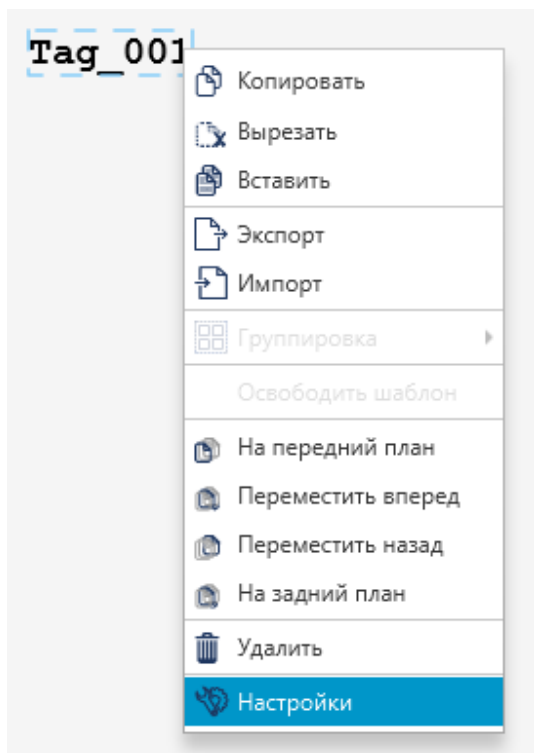 Tag_001
Копировать
Вырезать
Вставить
Экспорт
Импорт
Группировка
Освободить шаблон
На передний план
Переместить вперед
Переместить назад
На задний план
Удалить
Настройки